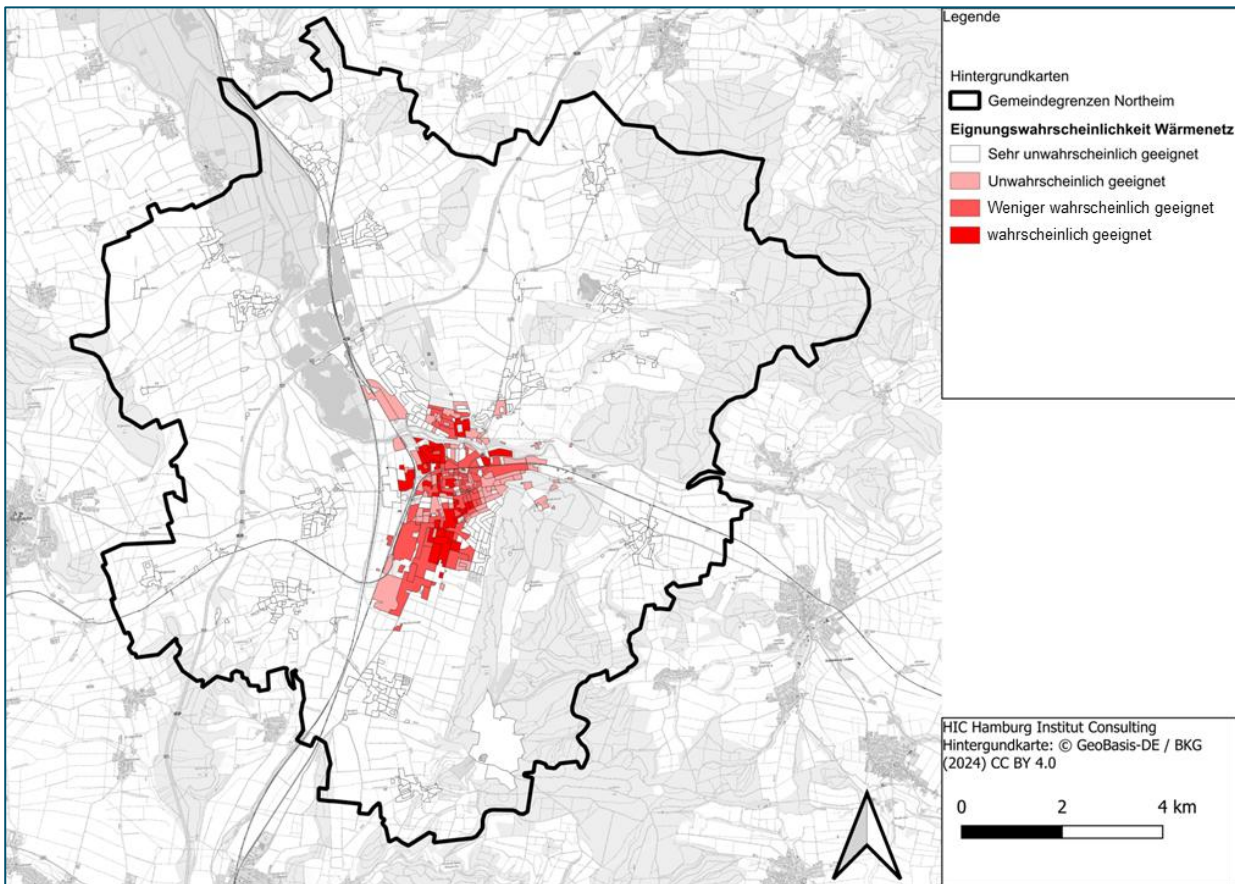 Legende
Hintergrundkarten
Gemeindegrenzen Northeim
Eignungswahrscheinlichkeit Wärmenetz
Sehr unwahrscheinlich geeignet
Unwahrscheinlich geeignet
Weniger wahrscheinlich geeignet
wahrscheinlich geeignet
HIC Hamburg Institut Consulting
Hintergundkarte: © GeoBasis-DE / BKG
(2024) CC BY 4.0
0 2 4 km